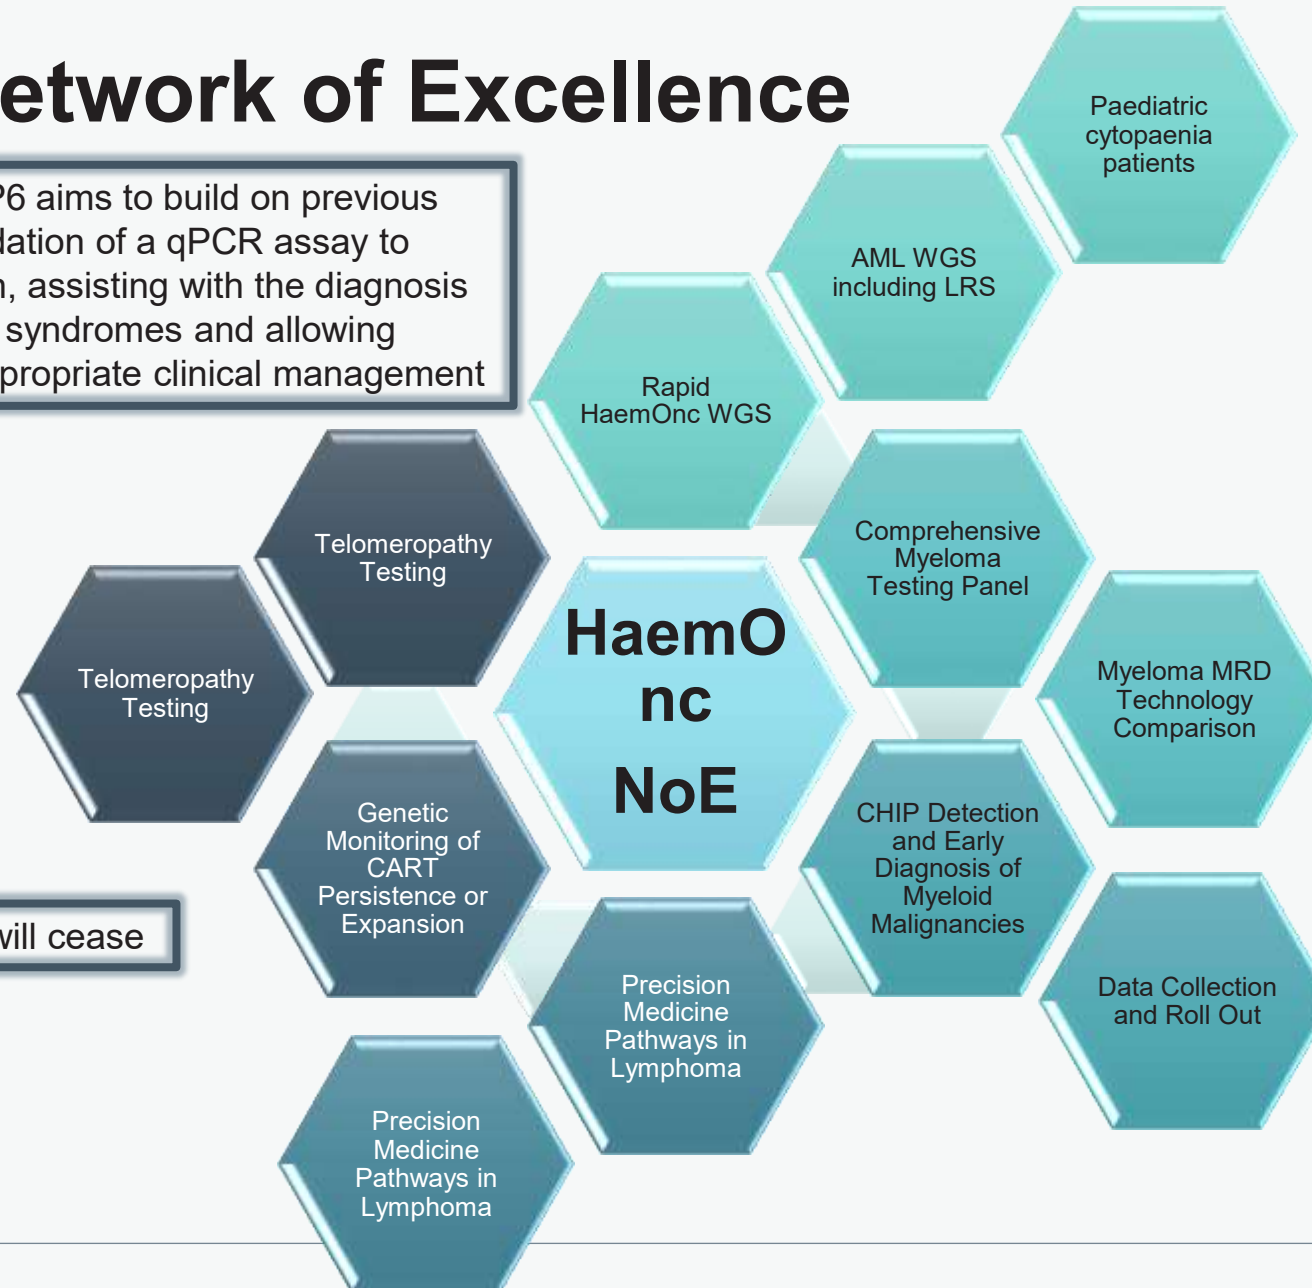 etwork of Excellence
P6 aims to build on previous
dation of a qPCR assay to
n, assisting with the diagnosis
syndromes and allowing
propriate clinical management
Paediatric
cytopaenia
patients
AML WGS
including LRS
Rapid
HaemOnc WGS
Telomeropathy
Testing
Comprehensive
Myeloma
Testing Panel
Telomeropathy
Testing
HaemO
nc
NoE
Myeloma MRD
Technology
Comparison
Genetic
Monitoring of
CART
Persistence or
Expansion
CHIP Detection
and Early
Diagnosis of
Myeloid
Malignancies
will cease
Precision
Medicine
Pathways in
Lymphoma
Data Collection
and Roll Out
Precision
Medicine
Pathways in
Lymphoma